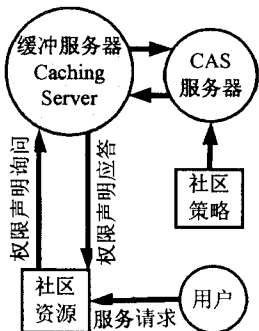 缓冲服务器
Caching
Server
CAS
服务器
权限声明询问
权限声明应答
社区
策略
社区
资源
服务请求
用户